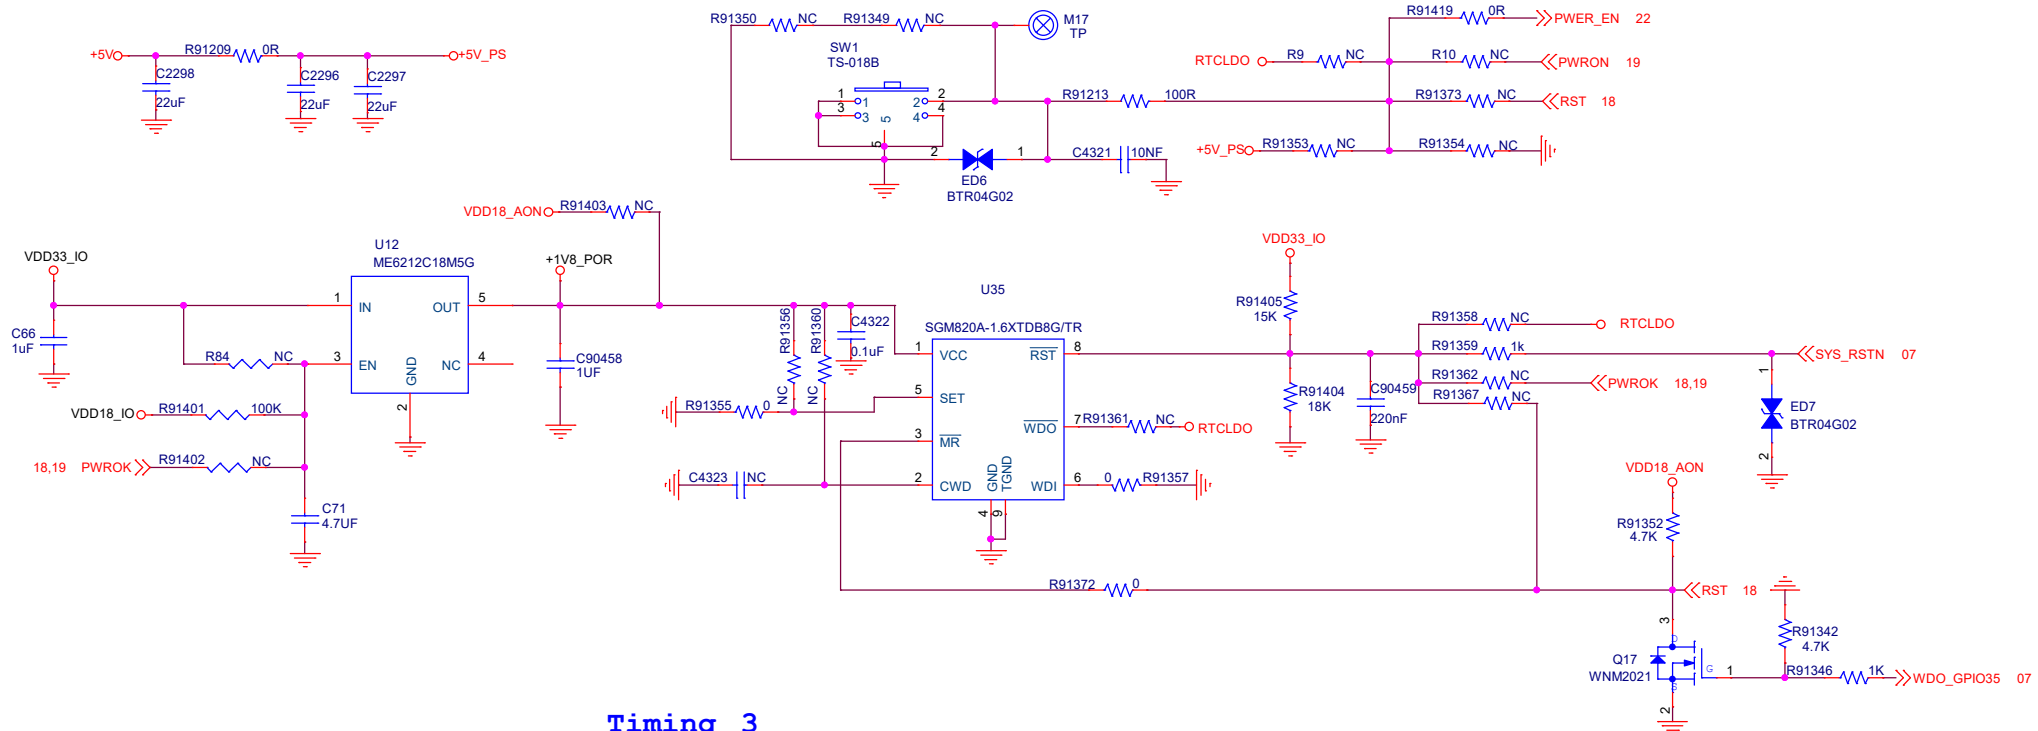 R91350 NC R91349 NC M17
TP
R91419 0R PWER_EN 22
+5V R91209 0R +5V_PS
C2298
22uF
C2296
22uF
C2297
22uF
SW1
TS-018B
1 1 2 2
3 3 4 4
5
5
2 1
ED6
BTR04G02
R91213 100R
C4321 10NF
RTCLDO R9 NC R10 NC PWRON 19
R91373 NC RST 18
+5V_PS R91353 NC R91354 NC
VDD18_AON R91403 NC
VDD33_IO
U12
ME6212C18M5G
+1V8_POR
1 IN OUT 5
C66
1uF
R84 NC 3 EN NC 4
GND
2
VDD18_IO R91401 100K
18,19 PWROK R91402 NC
C71
4.7UF
C90458
1UF
R91356
NC
R91360
NC
C4322
0.1uF
R91355 0
C4323 NC
U35
SGM820A-1.6XTDB8G/TR
1 VCC RST 8
5 SET
WDO 7 R91361 NC RTCLDO
3 MR
2 CWD GND TGND WDI 6 0 R91357
4 9
VDD33_IO
R91405
15K
R91404
18K
C90459
220nF
R91358 NC RTCLDO
R91359 1k SYS_RSTN 07
R91362 NC PWROK 18,19
R91367 NC
1
ED7
BTR04G02
2
VDD18_AON
R91352
4.7K
R91372 0 RST 18
3
D
Q17
WNM2021
G 1
S
2
R91342
4.7K
R91346 1K WDO_GPIO35 07
Timing 3